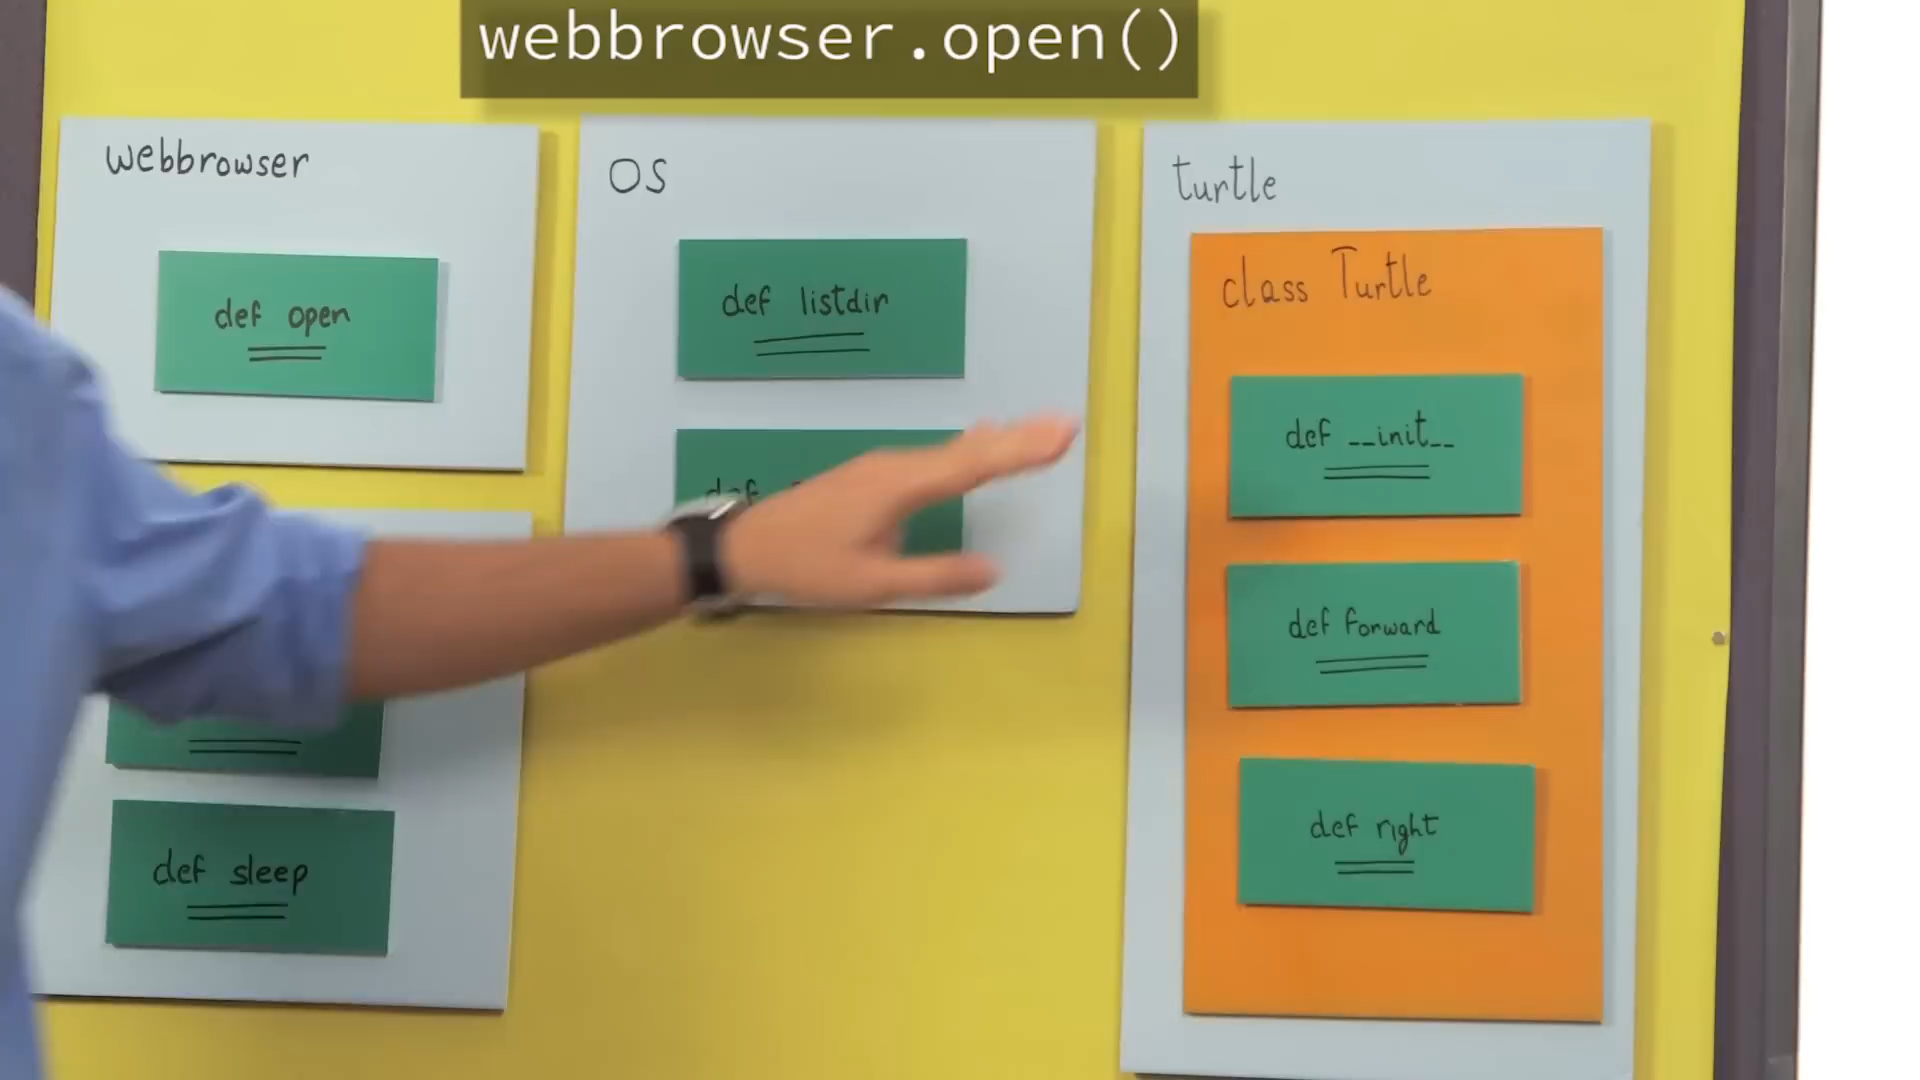 webbrowser.open()
webbrowser
def open
os
def listdir
def
turtle
class Turtle
def __init__
def forward
def right
def sleep